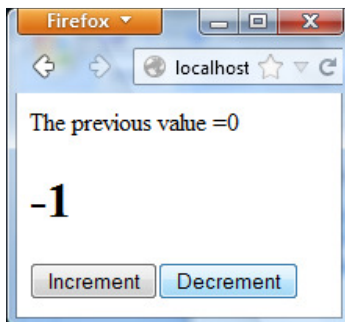 Firefox
localhost
The previous value =0
-1
Increment
Decrement